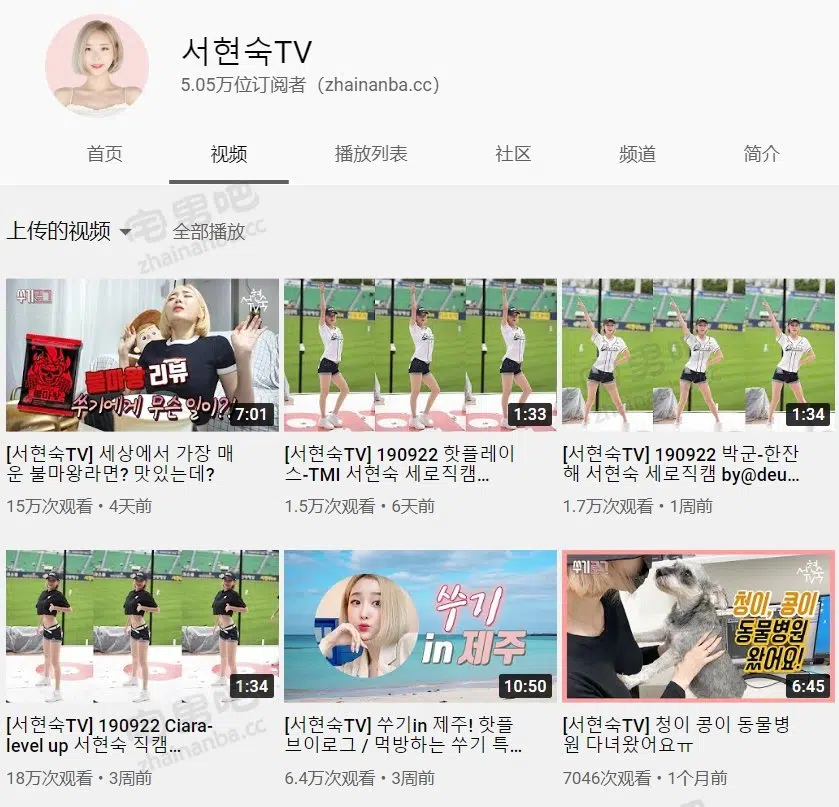 서현숙TV
5.05万位订阅者（zhainanba.cc）
首页 视频 播放列表 社区 频道 简介
上传的视频 全部播放
宅男吧
zhainanba.cc
쑤기로그
서현숙TV
불마왕 리뷰
쑤기에게 무슨 일이?!
7:01
1:33
1:34
[서현숙TV] 세상에서 가장 매
운 불마왕라면? 맛있는데?
15万次观看 • 4天前
[서현숙TV] 190922 핫플레이
스-TMI 서현숙 세로직캠...
1.5万次观看 • 6天前
[서현숙TV] 190922 박군-한잔
해 서현숙 세로직캠 by@deu...
1.7万次观看 • 1周前
1:34
쑤기
in 제주
10:50
쑤기로그
서현숙TV
청이, 콩이
동물병원
왔어요!
6:45
[서현숙TV] 190922 Ciara-
level up 서현숙 직캠...
18万次观看 • 3周前
[서현숙TV] 쑤기in 제주! 핫플
브이로그 / 먹방하는 쑤기 특...
6.4万次观看 • 3周前
[서현숙TV] 청이 콩이 동물병
원 다녀왔어요ㅠ
7046次观看 • 1个月前